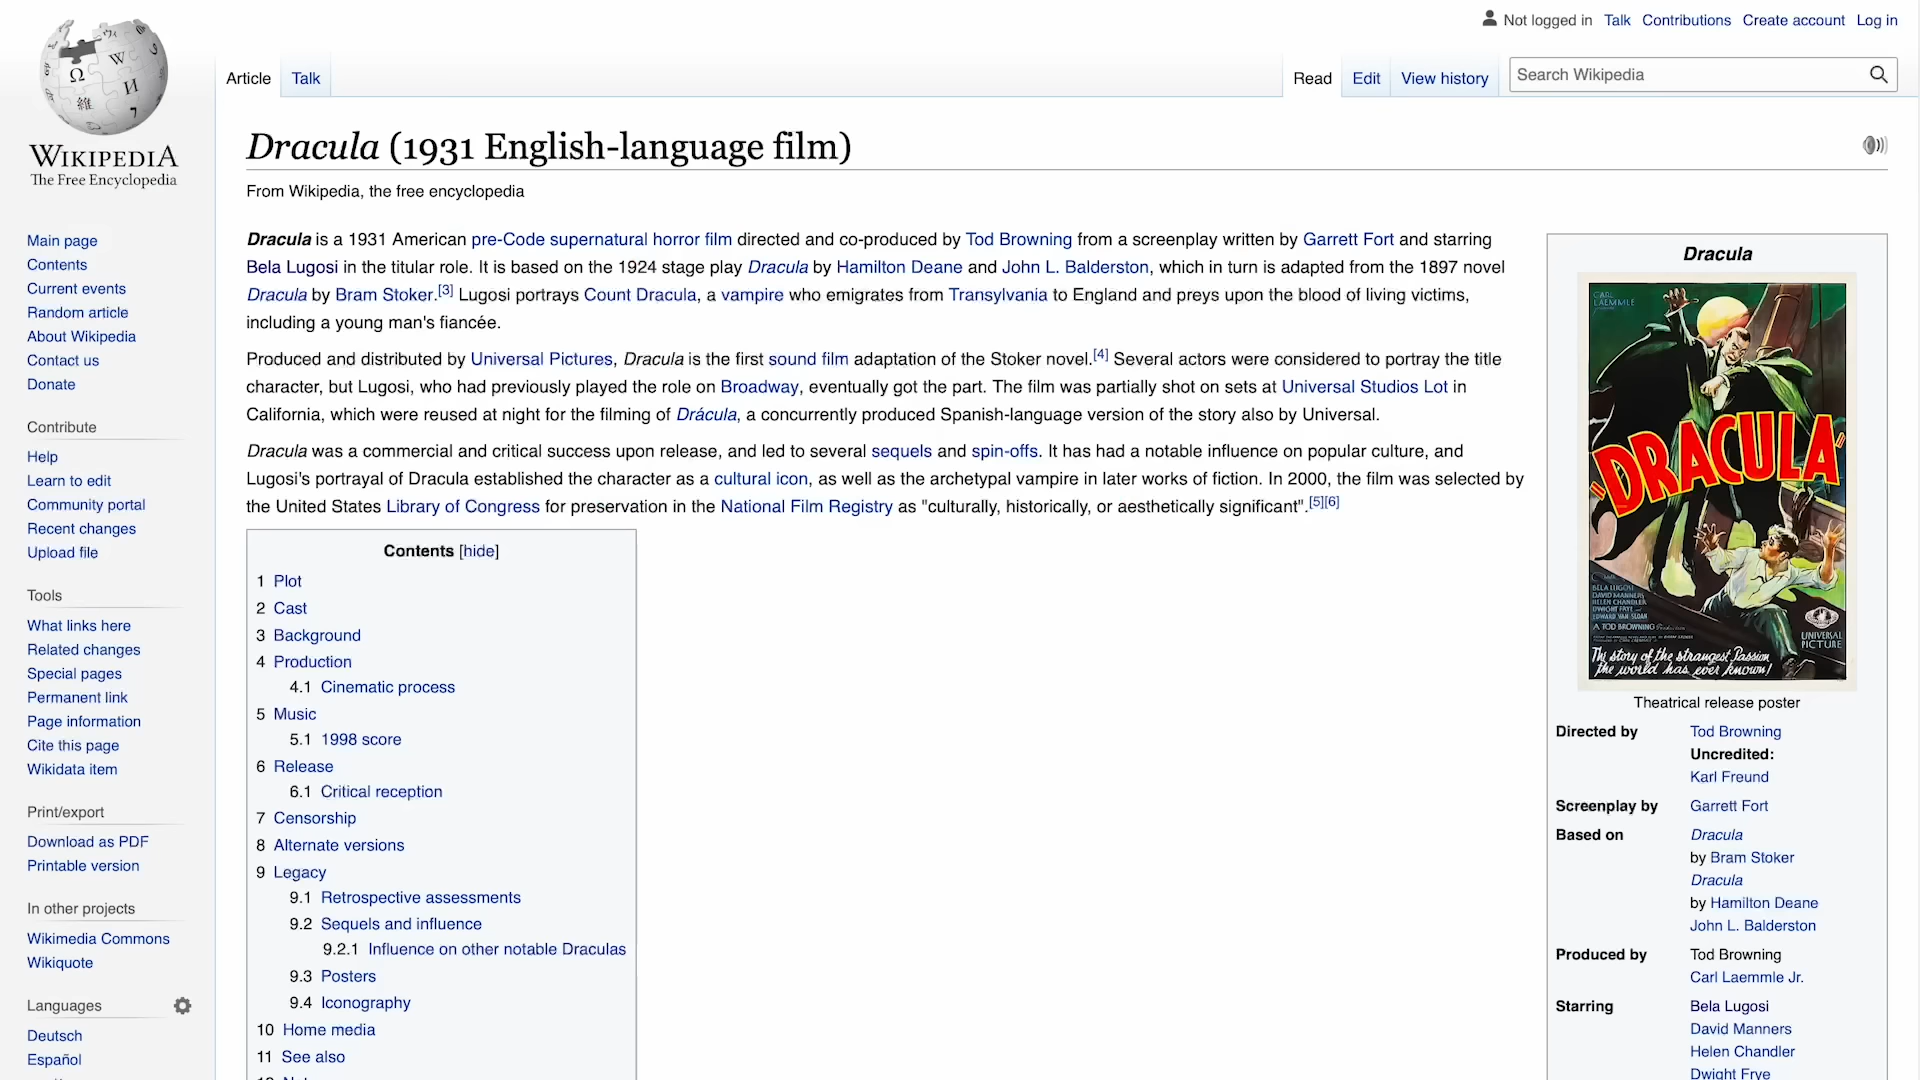 Not logged in Talk Contributions Create account Log in
Article Talk Read Edit View history Search Wikipedia
WIKIPEDIA
The Free Encyclopedia
Main page
Contents
Current events
Random article
About Wikipedia
Contact us
Donate
Contribute
Help
Learn to edit
Community portal
Recent changes
Upload file
Tools
What links here
Related changes
Special pages
Permanent link
Page information
Cite this page
Wikidata item
Print/export
Download as PDF
Printable version
In other projects
Wikimedia Commons
Wikiquote
Languages
Deutsch
Español
Dracula (1931 English-language film)
From Wikipedia, the free encyclopedia
Dracula is a 1931 American pre-Code supernatural horror film directed and co-produced by Tod Browning from a screenplay written by Garrett Fort and starring
Bela Lugosi in the titular role. It is based on the 1924 stage play Dracula by Hamilton Deane and John L. Balderston, which in turn is adapted from the 1897 novel
Dracula by Bram Stoker.[3] Lugosi portrays Count Dracula, a vampire who emigrates from Transylvania to England and preys upon the blood of living victims,
including a young man's fiancée.
Produced and distributed by Universal Pictures, Dracula is the first sound film adaptation of the Stoker novel.[4] Several actors were considered to portray the title
character, but Lugosi, who had previously played the role on Broadway, eventually got the part. The film was partially shot on sets at Universal Studios Lot in
California, which were reused at night for the filming of Drácula, a concurrently produced Spanish-language version of the story also by Universal.
Dracula was a commercial and critical success upon release, and led to several sequels and spin-offs. It has had a notable influence on popular culture, and
Lugosi's portrayal of Dracula established the character as a cultural icon, as well as the archetypal vampire in later works of fiction. In 2000, the film was selected by
the United States Library of Congress for preservation in the National Film Registry as "culturally, historically, or aesthetically significant".[5][6]
Contents [hide]
1 Plot
2 Cast
3 Background
4 Production
4.1 Cinematic process
5 Music
5.1 1998 score
6 Release
6.1 Critical reception
7 Censorship
8 Alternate versions
9 Legacy
9.1 Retrospective assessments
9.2 Sequels and influence
9.2.1 Influence on other notable Draculas
9.3 Posters
9.4 Iconography
10 Home media
11 See also
Dracula
CARL
LAEMMLE
"DRACULA"
BELA LUGOSI
DAVID MANNERS
HELEN CHANDLER
DWIGHT FRYE
EDWARD VAN SLOAN
A TOD BROWNING Production
UNIVERSAL
PICTURE
The story of the strangest Passion
the world has ever known!
Theatrical release poster
Directed by Tod Browning
Uncredited:
Karl Freund
Screenplay by Garrett Fort
Based on Dracula
by Bram Stoker
Dracula
by Hamilton Deane
John L. Balderston
Produced by Tod Browning
Carl Laemmle Jr.
Starring Bela Lugosi
David Manners
Helen Chandler
Dwight Frye